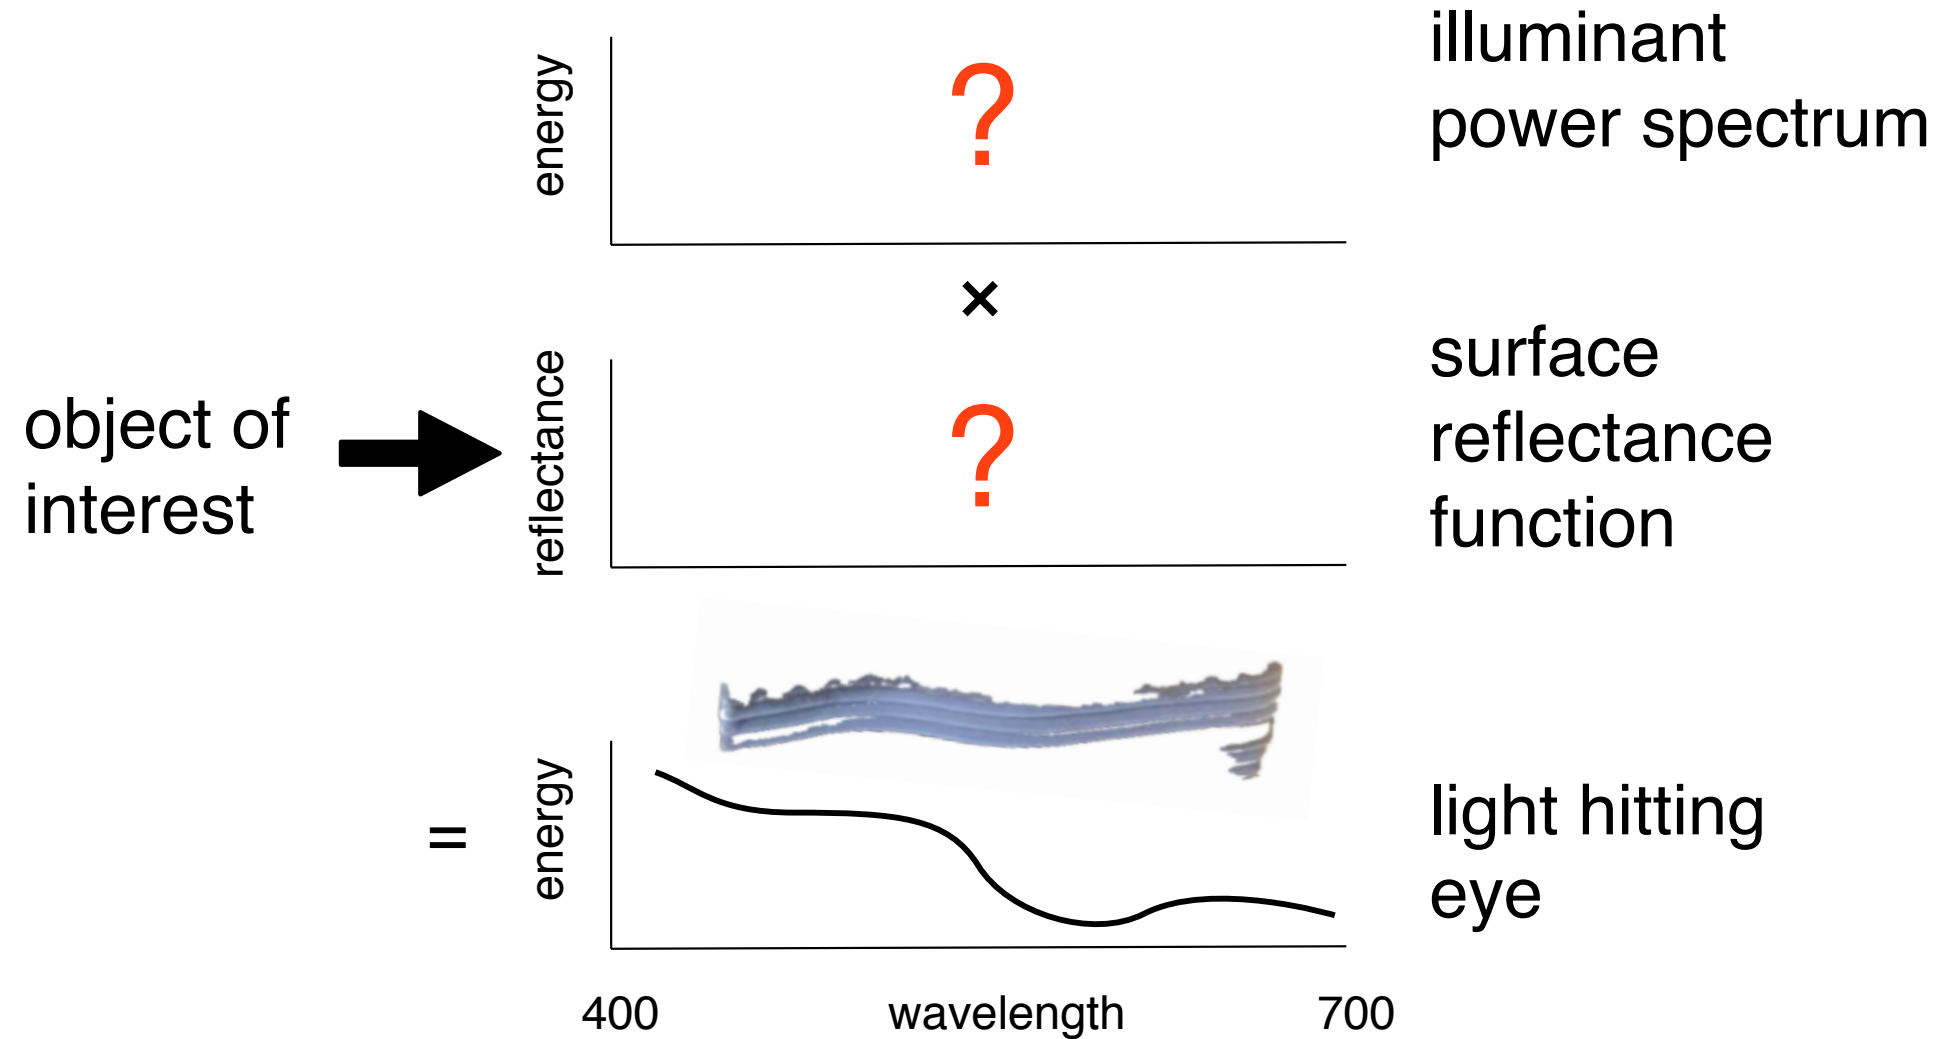 illuminant
power spectrum
energy
?
×
object of
interest
reflectance
?
surface
reflectance
function
=
energy
light hitting
eye
400
wavelength
700